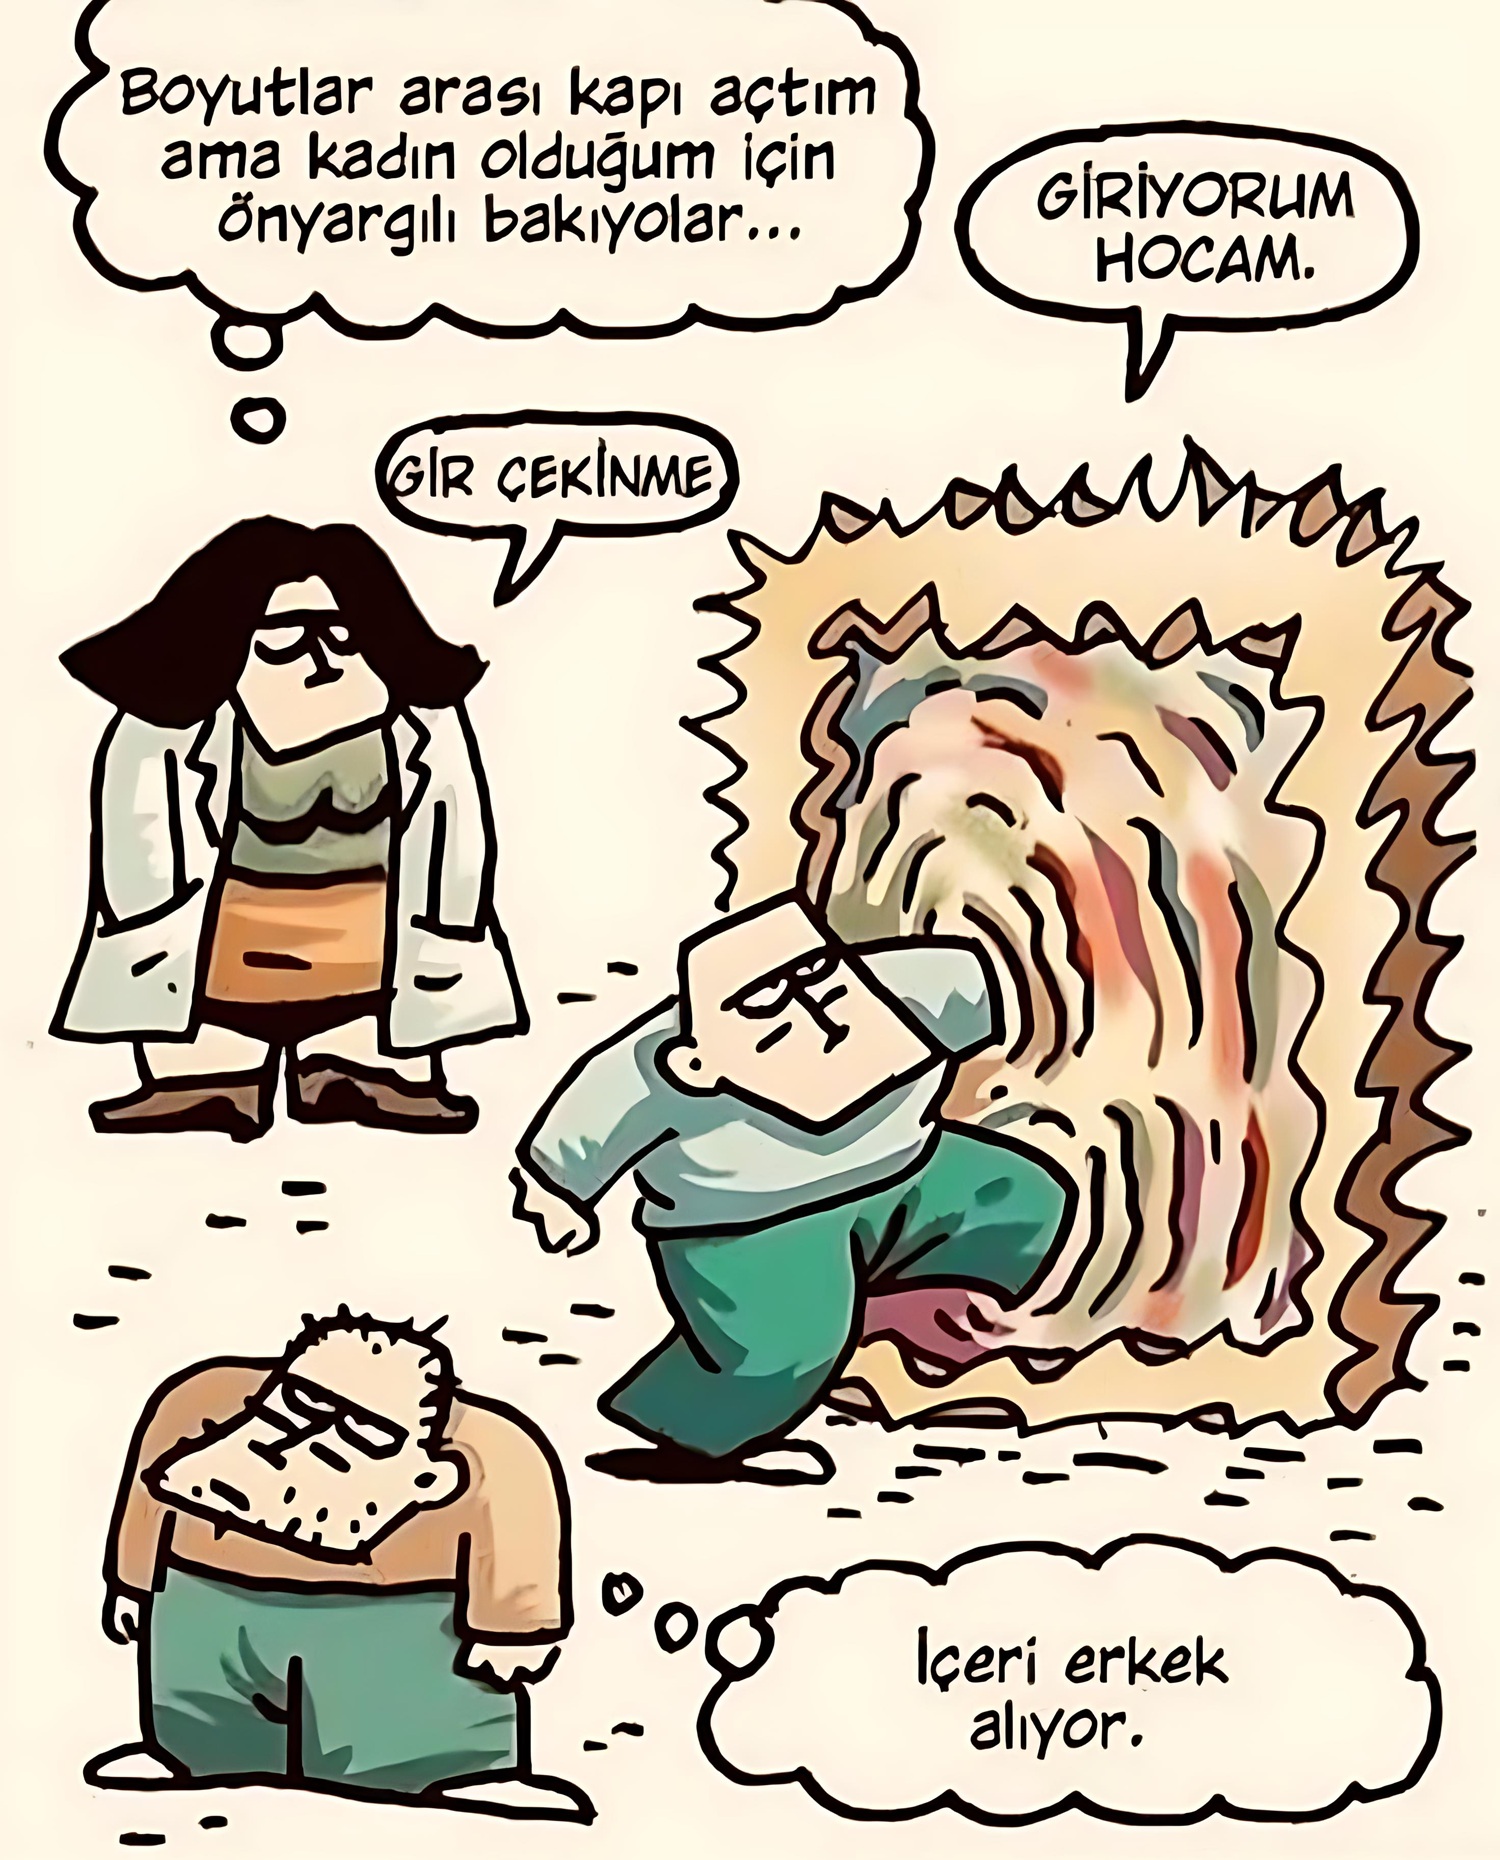 Boyutlar arası kapı açtım
ama kadın olduğum için
önyargılı bakıyolar...
GİRİYORUM
HOCAM.
GİR ÇEKİNME
İçeri erkek
alıyor.